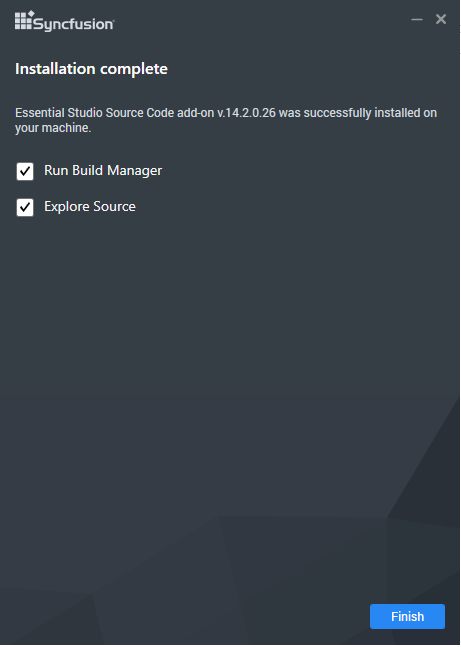 Syncfusion
Installation complete
Essential Studio Source Code add-on v.14.2.0.26 was successfully installed on
your machine.
Run Build Manager
Explore Source
Finish